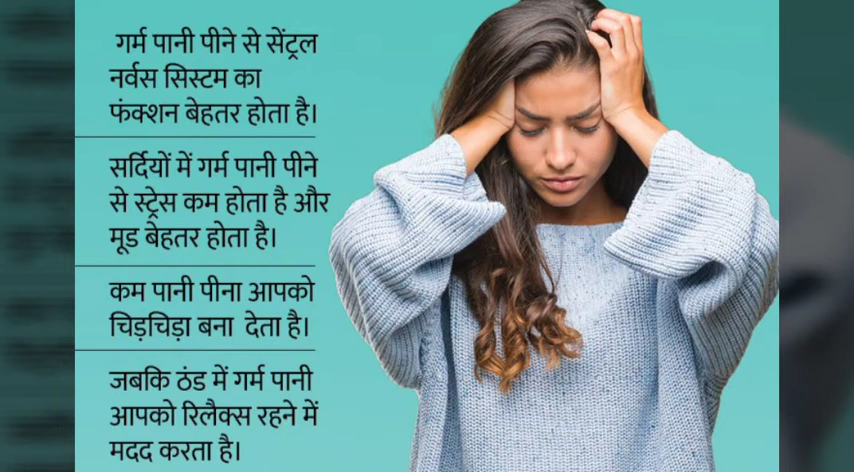 गर्म पानी पीने से सेंट्रल
नर्वस सिस्टम का
फंक्शन बेहतर होता है।
सर्दियों में गर्म पानी पीने
से स्ट्रेस कम होता है और
मूड बेहतर होता है।
कम पानी पीना आपको
चिड़चिड़ा बना देता है।
जबकि ठंड में गर्म पानी
आपको रिलैक्स रहने में
मदद करता है।